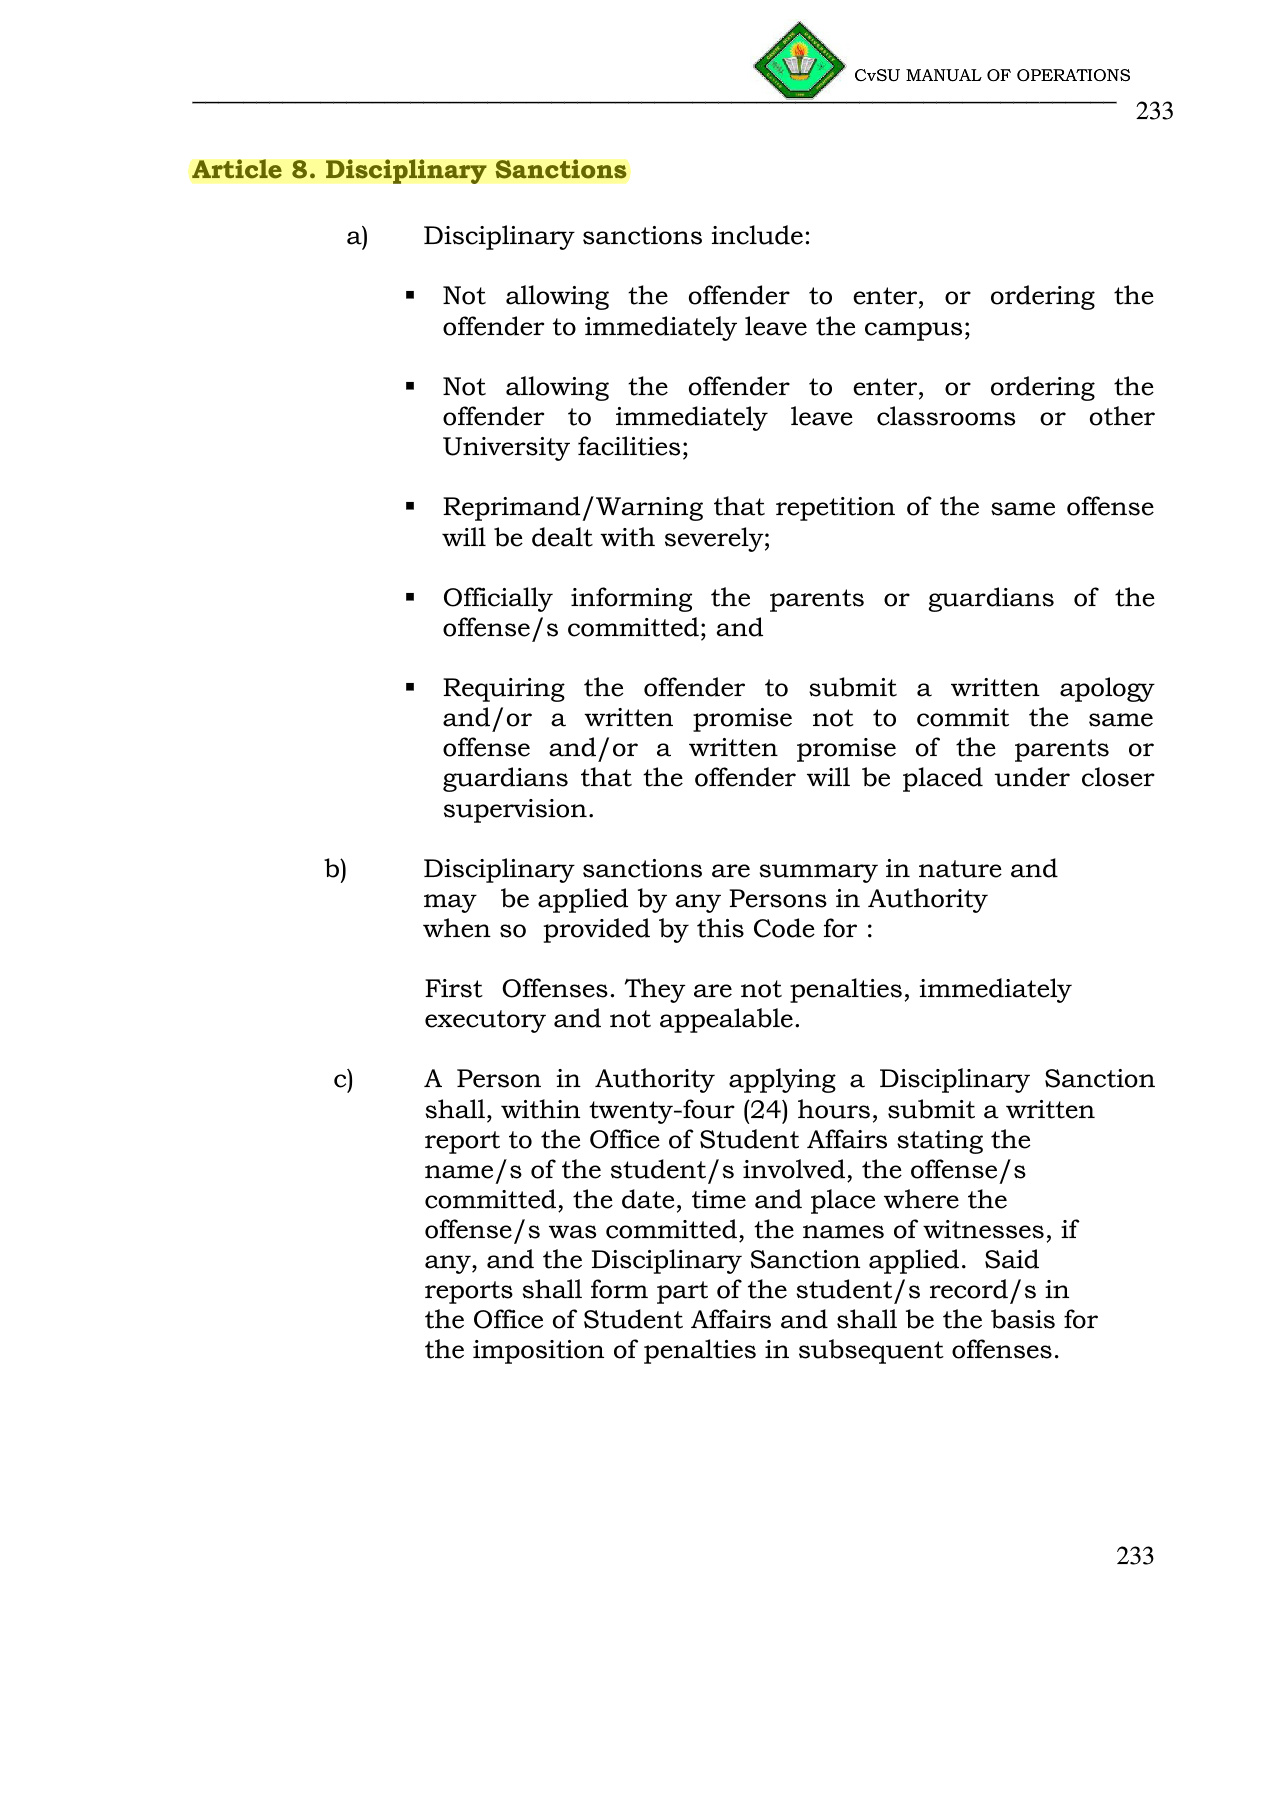 CvSU MANUAL OF OPERATIONS
233
Article 8. Disciplinary Sanctions
a) Disciplinary sanctions include:
▪ Not allowing the offender to enter, or ordering the
offender to immediately leave the campus;
▪ Not allowing the offender to enter, or ordering the
offender to immediately leave classrooms or other
University facilities;
▪ Reprimand/Warning that repetition of the same offense
will be dealt with severely;
▪ Officially informing the parents or guardians of the
offense/s committed; and
▪ Requiring the offender to submit a written apology
and/or a written promise not to commit the same
offense and/or a written promise of the parents or
guardians that the offender will be placed under closer
supervision.
b) Disciplinary sanctions are summary in nature and
may be applied by any Persons in Authority
when so provided by this Code for :
First Offenses. They are not penalties, immediately
executory and not appealable.
c) A Person in Authority applying a Disciplinary Sanction
shall, within twenty-four (24) hours, submit a written
report to the Office of Student Affairs stating the
name/s of the student/s involved, the offense/s
committed, the date, time and place where the
offense/s was committed, the names of witnesses, if
any, and the Disciplinary Sanction applied. Said
reports shall form part of the student/s record/s in
the Office of Student Affairs and shall be the basis for
the imposition of penalties in subsequent offenses.
233